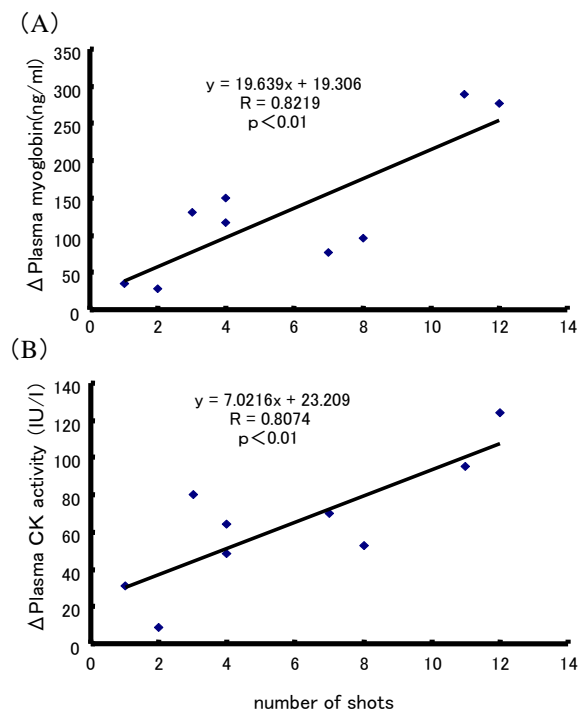 (A)
350
300
250
200
150
100
50
0
Δ Plasma myoglobin(ng/ml)
y = 19.639x + 19.306
R = 0.8219
p<0.01
0 2 4 6 8 10 12 14
(B)
140
120
100
80
60
40
20
0
Δ Plasma CK activity (IU/l)
y = 7.0216x + 23.209
R = 0.8074
p<0.01
0 2 4 6 8 10 12 14
number of shots